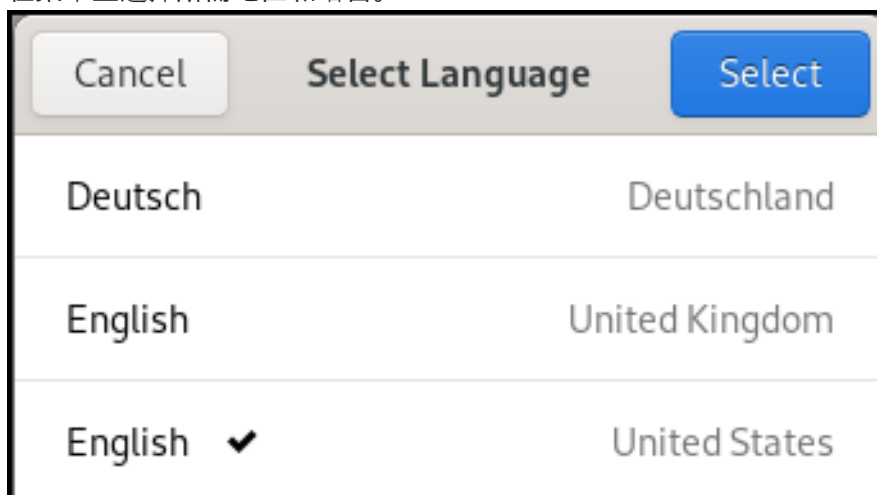 Cancel Select Language Select
Deutsch Deutschland
English United Kingdom
English ✔ United States